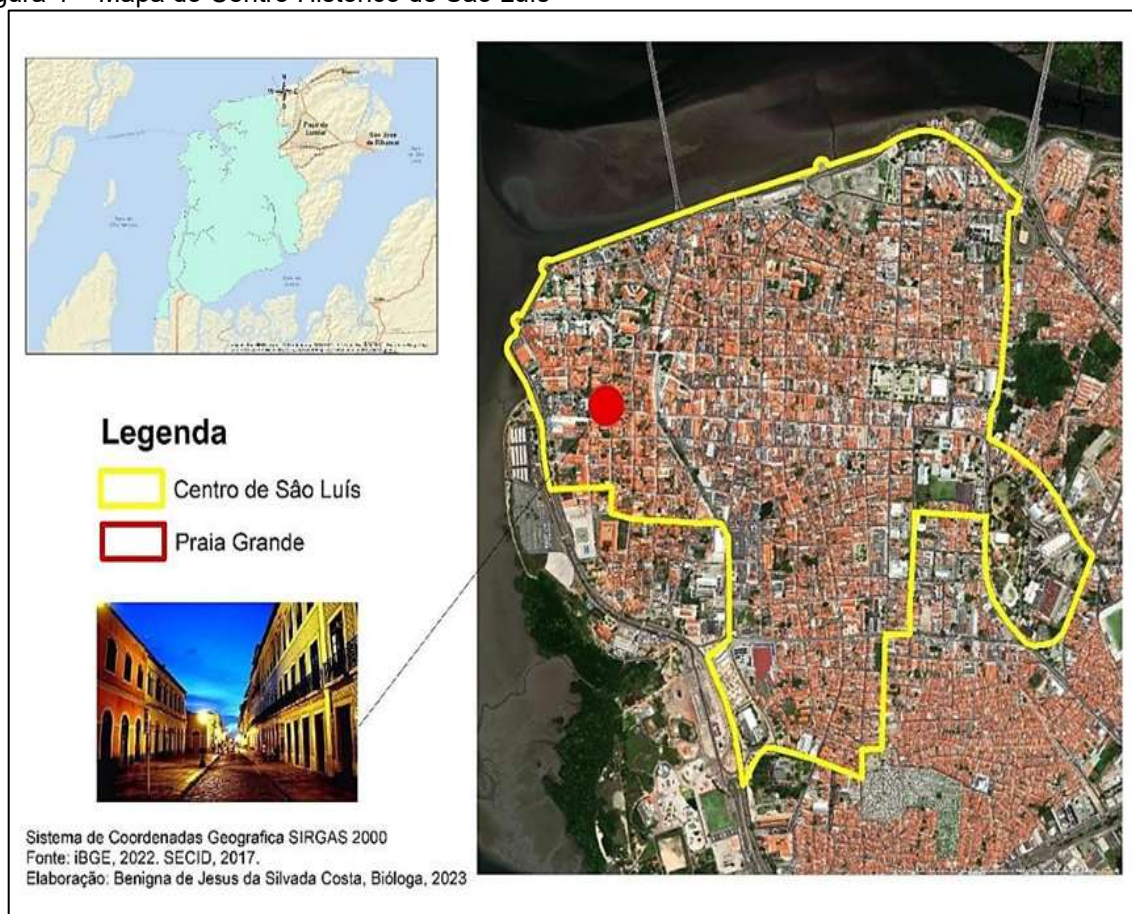 Figura 1 – Mapa do Centro Histórico de São Luís
Paço do
Lumiar
São José
de Ribamar
Legenda
Centro de São Luís
Praia Grande
Sistema de Coordenadas Geografica SIRGAS 2000
Fonte: iBGE, 2022. SECID, 2017.
Elaboração: Benigna de Jesus da Silvada Costa, Bióloga, 2023